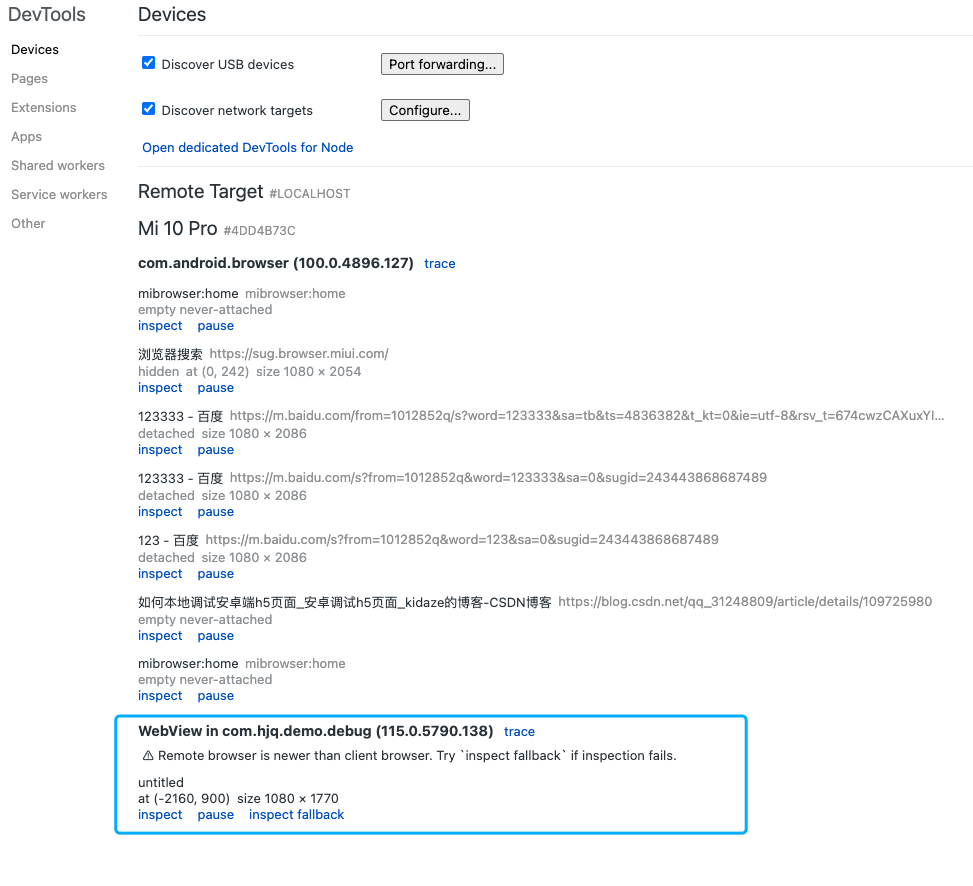 DevTools
Devices
Pages
Extensions
Apps
Shared workers
Service workers
Other
Devices
Discover USB devices
Port forwarding...
Discover network targets
Configure...
Open dedicated DevTools for Node
Remote Target #LOCALHOST
Mi 10 Pro #4DD4B73C
com.android.browser (100.0.4896.127) trace
mibrowser:home mibrowser:home
empty never-attached
inspect pause
浏览器搜索 https://sug.browser.miui.com/
hidden at (0, 242) size 1080 × 2054
inspect pause
123333 - 百度 https://m.baidu.com/from=1012852q/s?word=123333&sa=tb&ts=4836382&t_kt=0&ie=utf-8&rsv_t=674cwzCAXuxYl...
detached size 1080 × 2086
inspect pause
123333 - 百度 https://m.baidu.com/s?from=1012852q&word=123333&sa=0&sugid=243443868687489
detached size 1080 × 2086
inspect pause
123 - 百度 https://m.baidu.com/s?from=1012852q&word=123&sa=0&sugid=243443868687489
detached size 1080 × 2086
inspect pause
如何本地调试安卓端h5页面_安卓调试h5页面_kidaze的博客-CSDN博客 https://blog.csdn.net/qq_31248809/article/details/109725980
empty never-attached
inspect pause
mibrowser:home mibrowser:home
empty never-attached
inspect pause
WebView in com.hjq.demo.debug (115.0.5790.138) trace
⚠ Remote browser is newer than client browser. Try `inspect fallback` if inspection fails.
untitled
at (-2160, 900) size 1080 × 1770
inspect pause inspect fallback